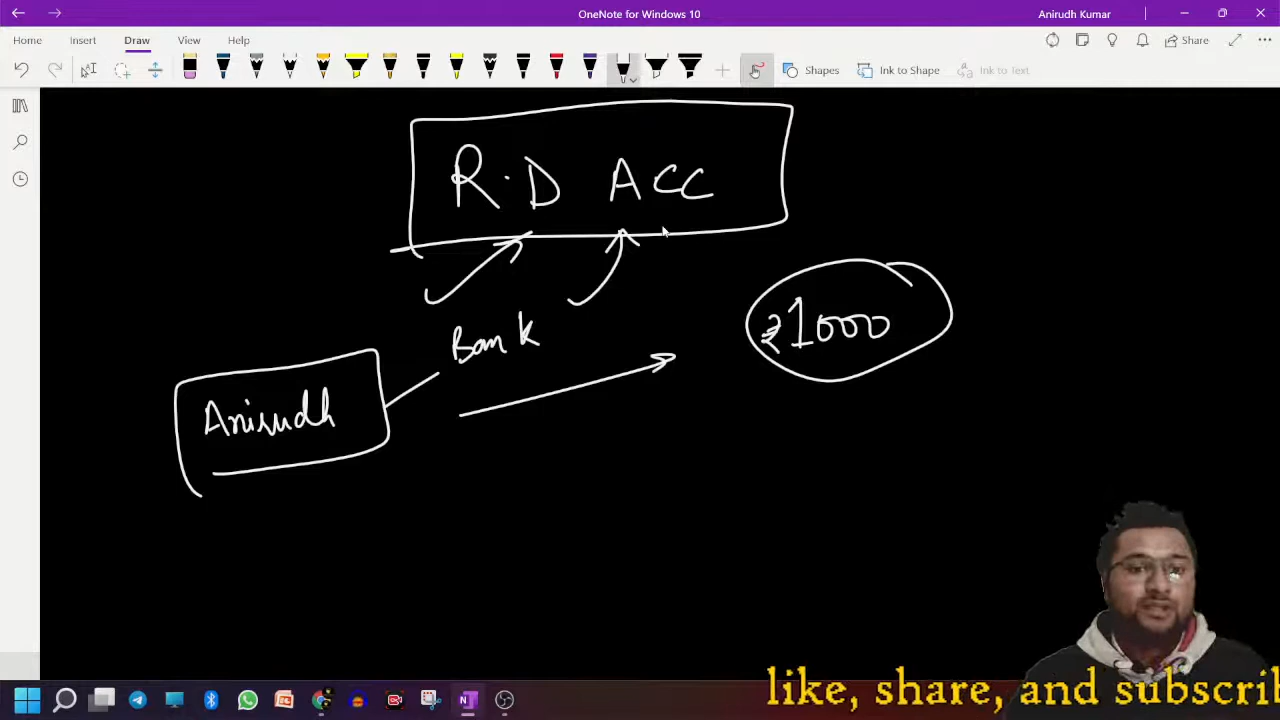 OneNote for Windows 10
Anirudh Kumar
Home Insert Draw View Help
Share
Shapes
Ink to Shape
Ink to Text
R.D ACC
Bank
₹1000
Anirudh
like, share, and subscrib